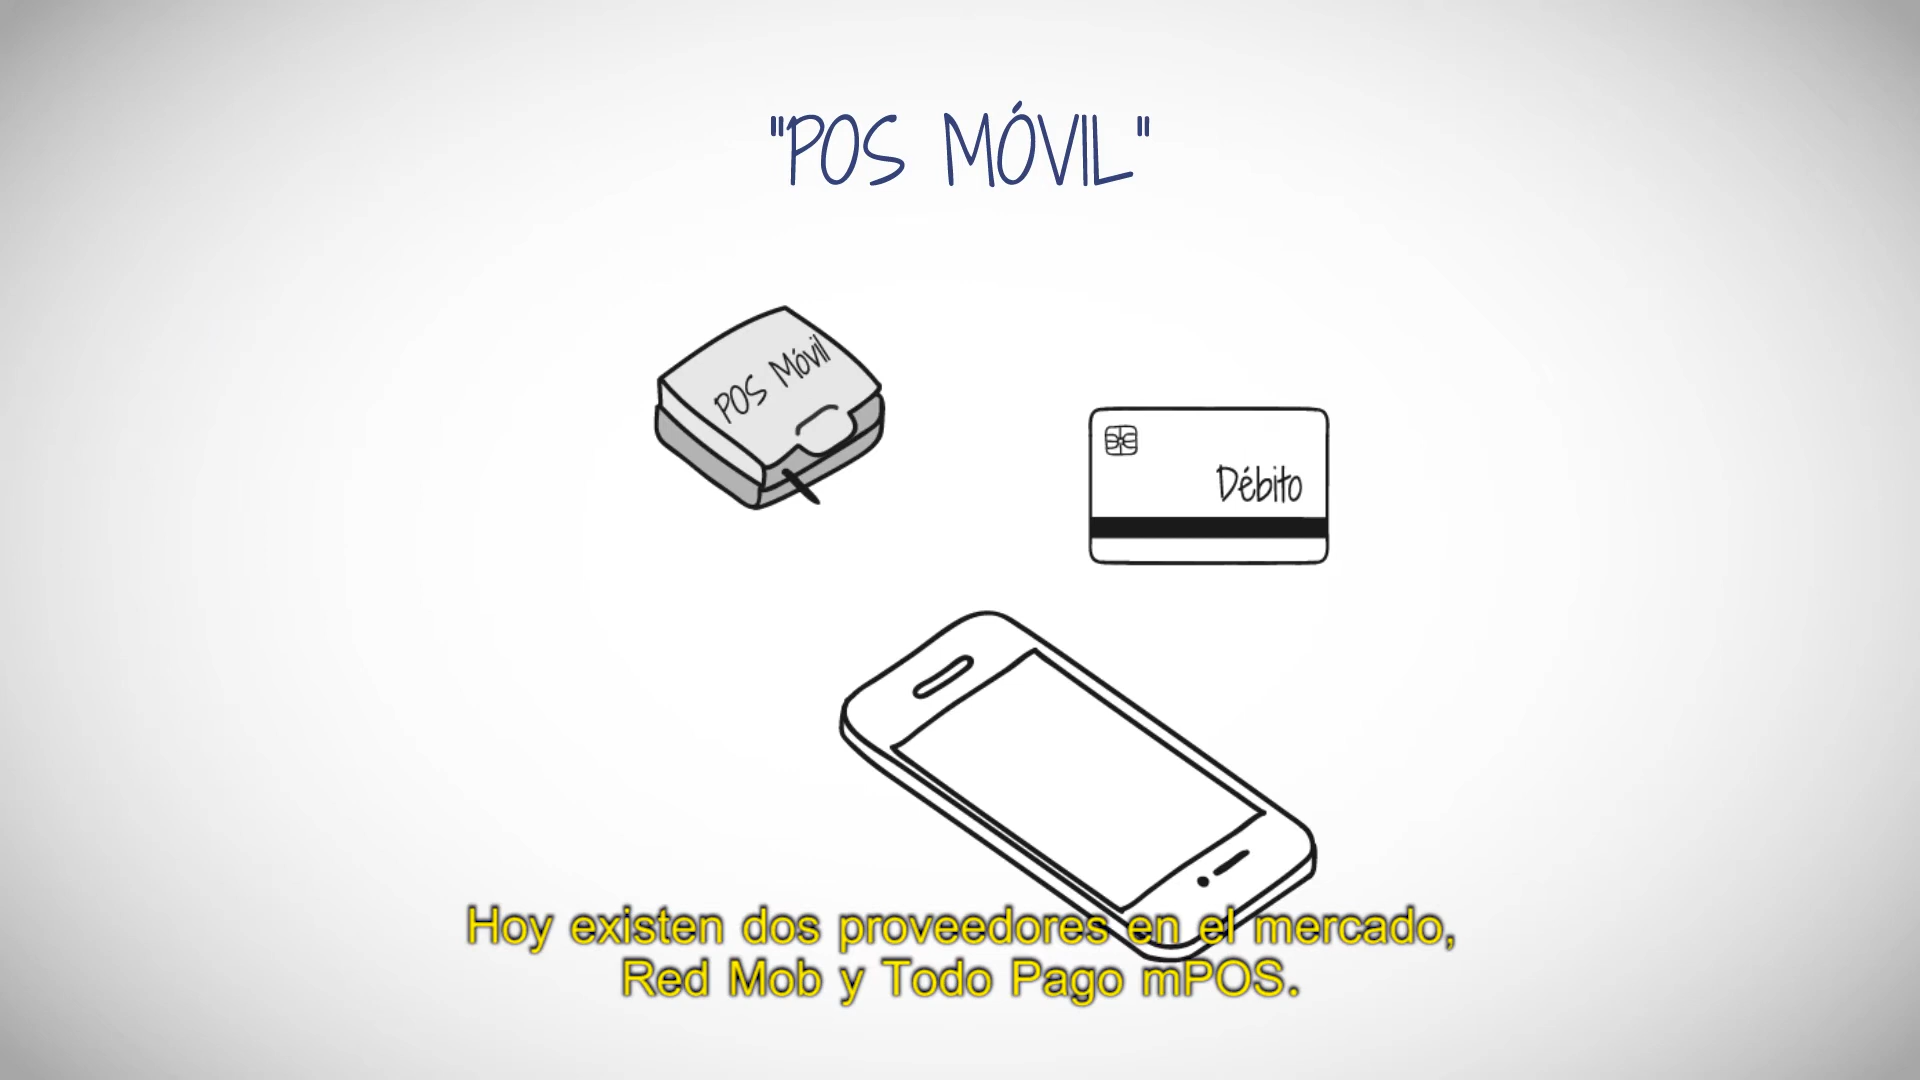 "POS MÓVIL"
POS Móvil
Débito
Hoy existen dos proveedores en el mercado,
Red Mob y Todo Pago mPOS.